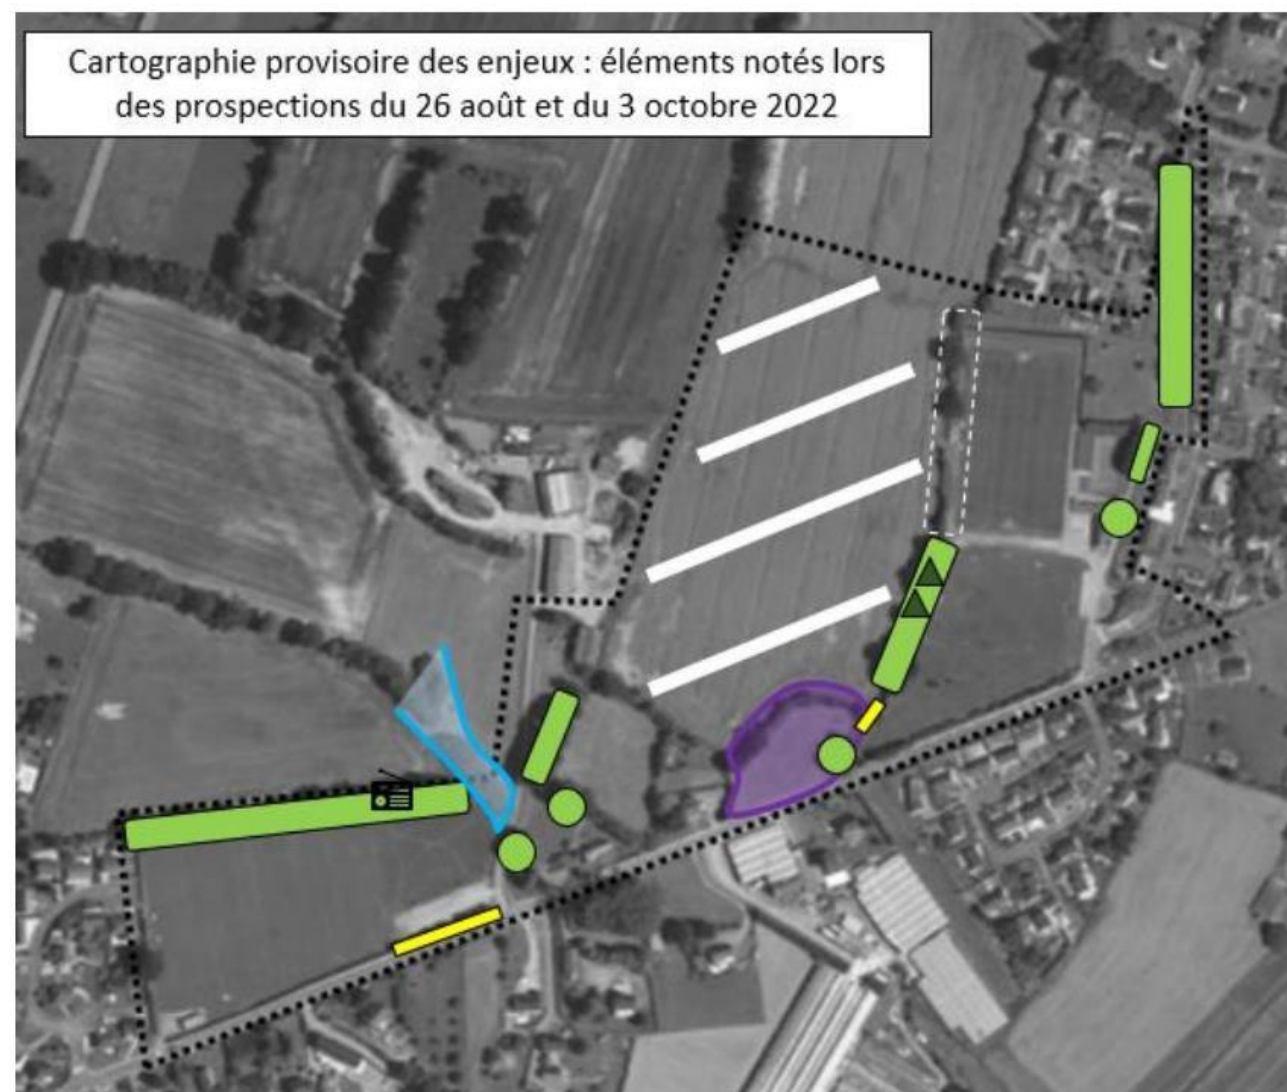 Cartographie provisoire des enjeux : éléments notés lors
des prospections du 26 août et du 3 octobre 2022